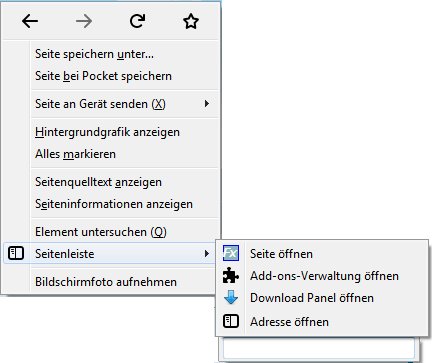 Seite speichern unter...
Seite bei Pocket speichern
Seite an Gerät senden (X)
Hintergrundgrafik anzeigen
Alles markieren
Seitenquelltext anzeigen
Seiteninformationen anzeigen
Element untersuchen (Q)
Seitenleiste
Bildschirmfoto aufnehmen
Seite öffnen
Add-ons-Verwaltung öffnen
Download Panel öffnen
Adresse öffnen